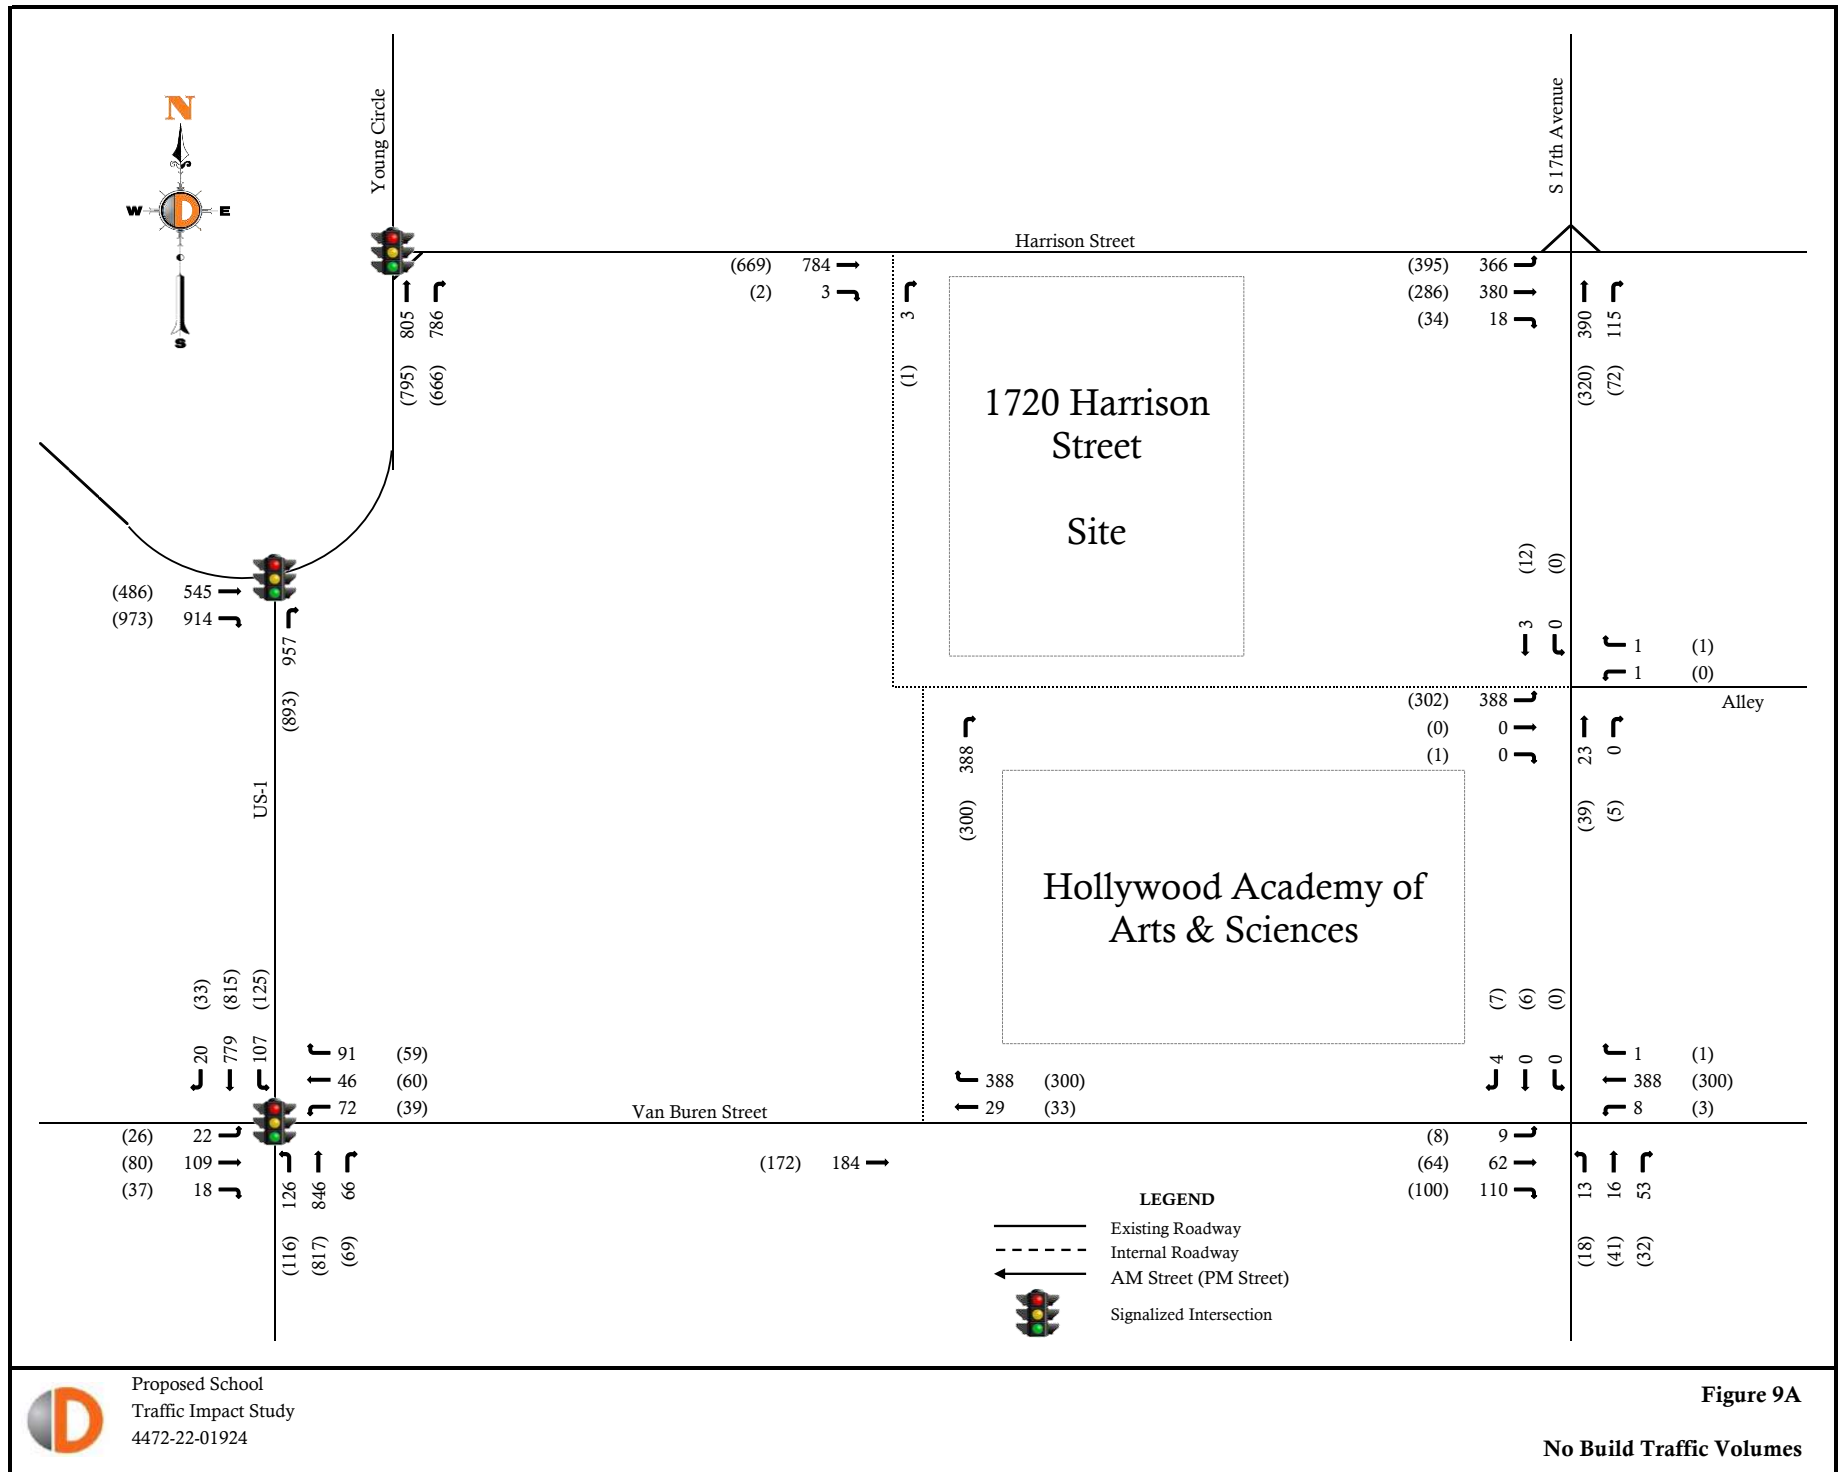 N
W
D
E
S
Young Circle
S 17th Avenue
Harrison Street
(669) 784
(2) 3
805 786
(795) (666)
3
(1)
(395) 366
(286) 380
(34) 18
390 115
(320) (72)
1720 Harrison
Street
Site
(486) 545
(973) 914
957
(893)
US-1
(12) (0)
3 0
1 (1)
1 (0)
Alley
(302) 388
(0) 0
(1) 0
23 0
(39) (5)
388
(300)
Hollywood Academy of
Arts & Sciences
(33) (815) (125)
20 779 107
91 (59)
46 (60)
72 (39)
Van Buren Street
(26) 22
(80) 109
(37) 18
126 846 66
(116) (817) (69)
(172) 184
388 (300)
29 (33)
(7) (6) (0)
4 0 0
1 (1)
388 (300)
8 (3)
(8) 9
(64) 62
(100) 110
13 16 53
(18) (41) (32)
LEGEND
Existing Roadway
Internal Roadway
AM Street (PM Street)
Signalized Intersection
D
Proposed School
Traffic Impact Study
4472-22-01924
Figure 9A
No Build Traffic Volumes